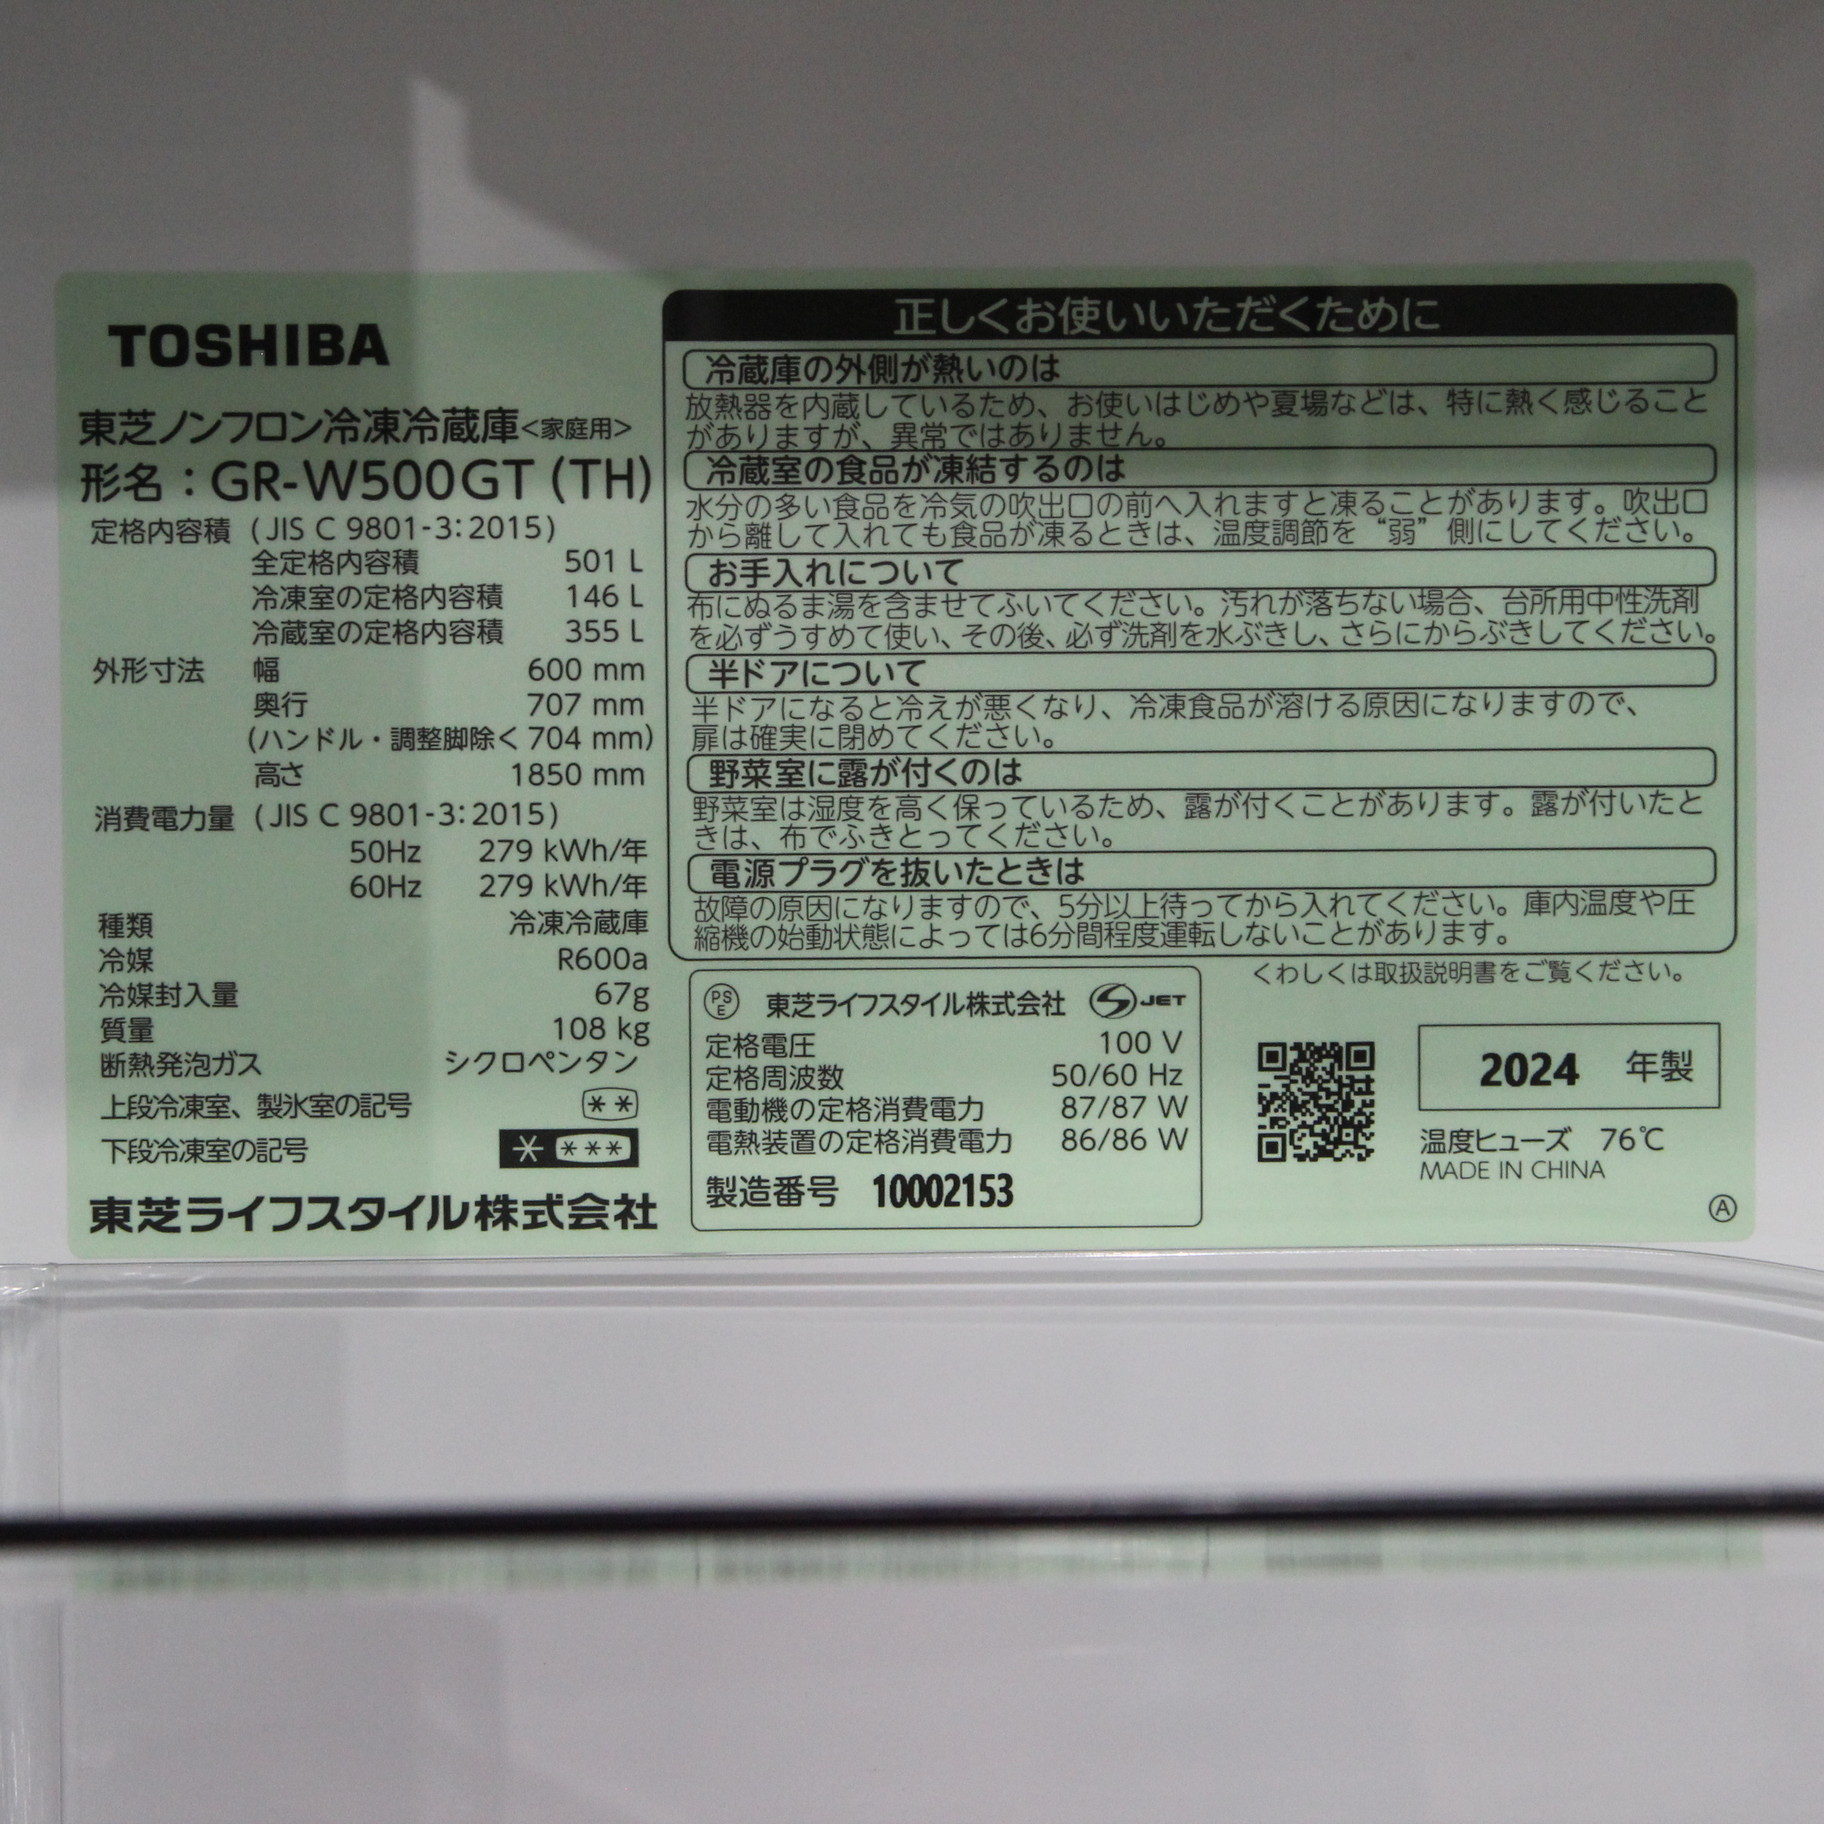 TOSHIBA
東芝ノンフロン冷凍冷蔵庫<家庭用>
形名：GR-W500GT (TH)
定格内容積 (JIS C 9801-3:2015)
全定格内容積 501 L
冷凍室の定格内容積 146 L
冷蔵室の定格内容積 355 L
外形寸法 幅 600 mm
奥行 707 mm
(ハンドル・調整脚除く 704 mm)
高さ 1850 mm
消費電力量 (JIS C 9801-3:2015)
50Hz 279 kWh/年
60Hz 279 kWh/年
種類 冷凍冷蔵庫
冷媒 R600a
冷媒封入量 67g
質量 108 kg
断熱発泡ガス シクロペンタン
上段冷凍室、製氷室の記号 **
下段冷凍室の記号 * ***
東芝ライフスタイル株式会社
正しくお使いいただくために
冷蔵庫の外側が熱いのは
放熱器を内蔵しているため、お使いはじめや夏場などは、特に熱く感じること
がありますが、異常ではありません。
冷蔵室の食品が凍結するのは
水分の多い食品を冷気の吹出口の前へ入れますと凍ることがあります。吹出口
から離して入れても食品が凍るときは、温度調節を“弱”側にしてください。
お手入れについて
布にぬるま湯を含ませてふいてください。汚れが落ちない場合、台所用中性洗剤
を必ずうすめて使い、その後、必ず洗剤を水ぶきし、さらにからぶきしてください。
半ドアについて
半ドアになると冷えが悪くなり、冷凍食品が溶ける原因になりますので、
扉は確実に閉めてください。
野菜室に露が付くのは
野菜室は湿度を高く保っているため、露が付くことがあります。露が付いたと
きは、布でふきとってください。
電源プラグを抜いたときは
故障の原因になりますので、5分以上待ってから入れてください。庫内温度や圧
縮機の始動状態によっては6分間程度運転しないことがあります。
くわしくは取扱説明書をご覧ください。
PSE 東芝ライフスタイル株式会社 S JET
定格電圧 100 V
定格周波数 50/60 Hz
電動機の定格消費電力 87/87 W
電熱装置の定格消費電力 86/86 W
製造番号 10002153
2024 年製
温度ヒューズ 76℃
MADE IN CHINA
Ⓐ